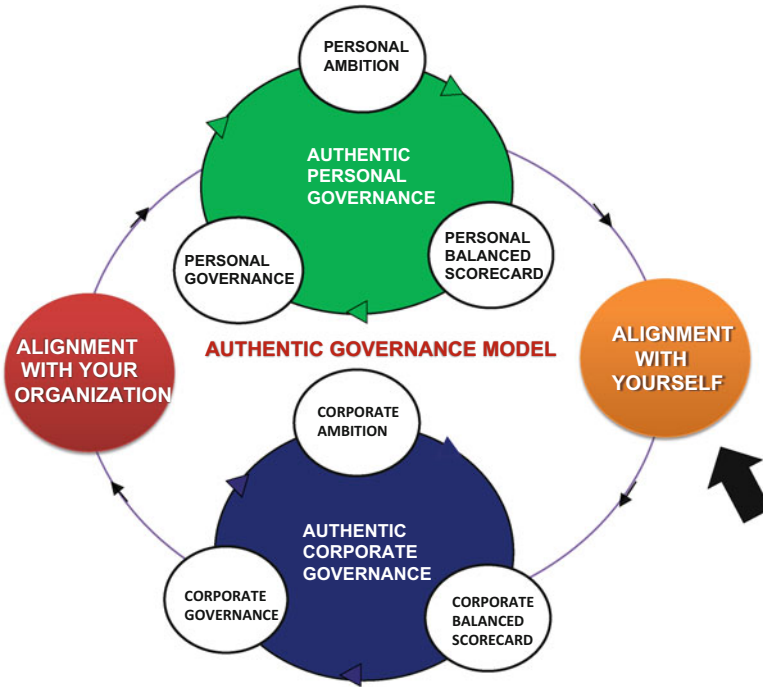 PERSONAL
AMBITION
AUTHENTIC
PERSONAL
GOVERNANCE
PERSONAL
GOVERNANCE
PERSONAL
BALANCED
SCORECARD
ALIGNMENT
WITH YOUR
ORGANIZATION
AUTHENTIC GOVERNANCE MODEL
ALIGNMENT
WITH
YOURSELF
CORPORATE
AMBITION
AUTHENTIC
CORPORATE
GOVERNANCE
CORPORATE
GOVERNANCE
CORPORATE
BALANCED
SCORECARD